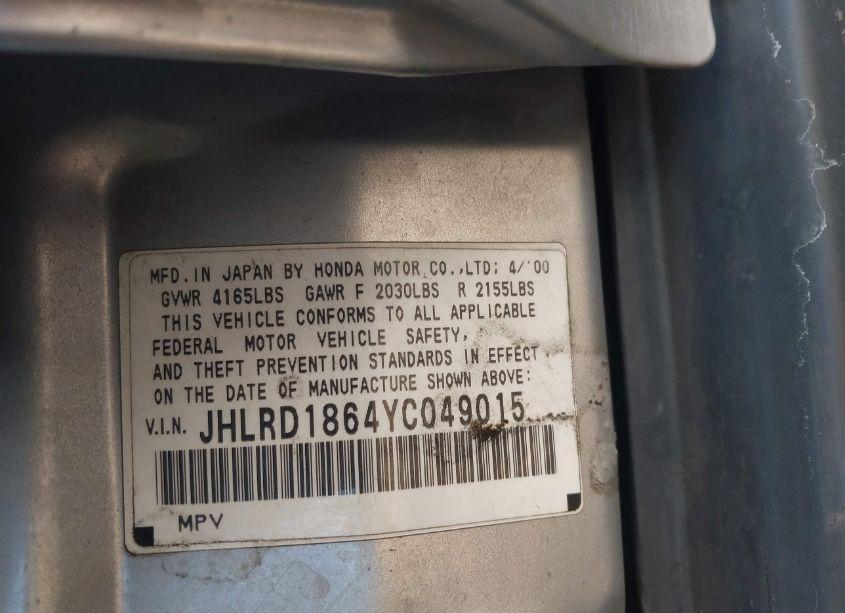 MFD. IN JAPAN BY HONDA MOTOR CO.,LTD; 4/'00
GVWR 4165LBS GAWR F 2030LBS R 2155LBS
THIS VEHICLE CONFORMS TO ALL APPLICABLE
FEDERAL MOTOR VEHICLE SAFETY,
AND THEFT PREVENTION STANDARDS IN EFFECT
ON THE DATE OF MANUFACTURE SHOWN ABOVE:
V.I.N. JHLRD1864YC049015
MPV